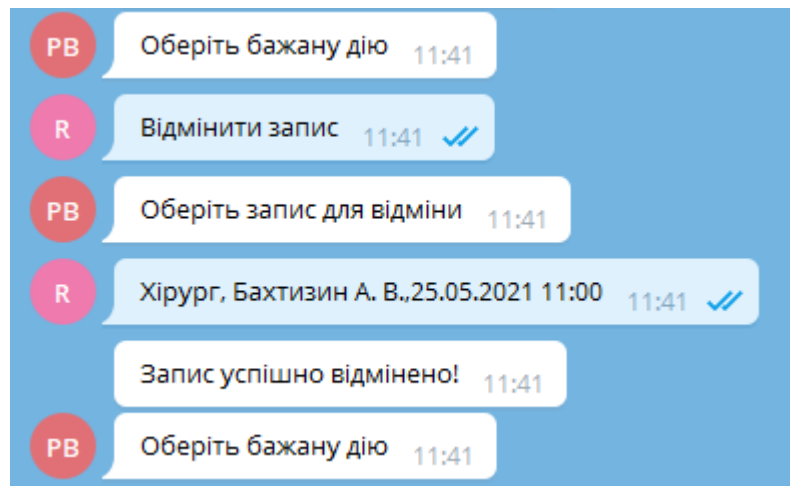 PB
Оберіть бажану дію 11:41
R
Відмінити запис 11:41
PB
Оберіть запис для відміни 11:41
R
Хірург, Бахтизин А. В.,25.05.2021 11:00 11:41
Запис успішно відмінено! 11:41
PB
Оберіть бажану дію 11:41